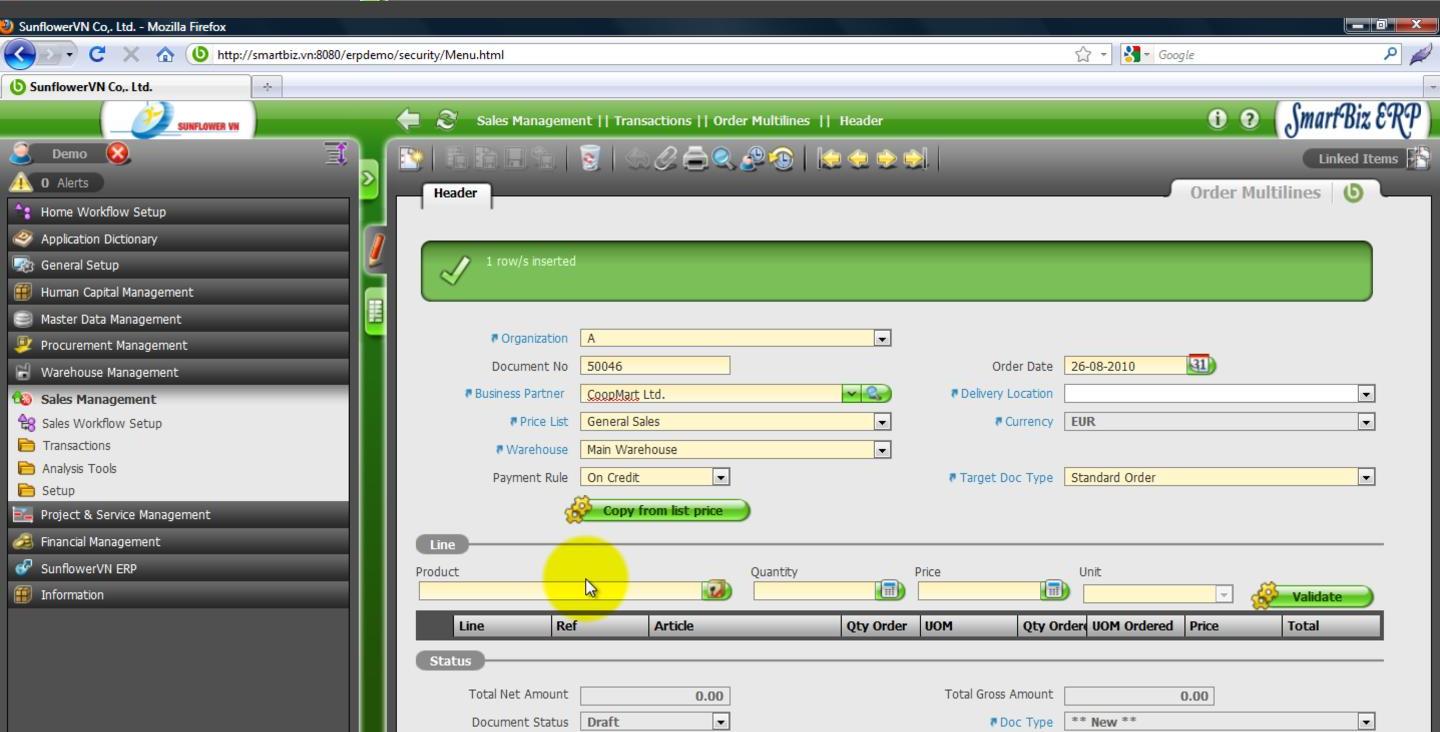 SunflowerVN Co,. Ltd. - Mozilla Firefox
http://smartbiz.vn:8080/erpdemo/security/Menu.html
Google
SunflowerVN Co,. Ltd.
SUNFLOWER VN
Sales Management || Transactions || Order Multilines || Header
SmartBiz ERP
Demo
0 Alerts
Linked Items
Home Workflow Setup
Application Dictionary
General Setup
Human Capital Management
Master Data Management
Procurement Management
Warehouse Management
Sales Management
Sales Workflow Setup
Transactions
Analysis Tools
Setup
Project & Service Management
Financial Management
SunflowerVN ERP
Information
Header
Order Multilines
1 row/s inserted
Organization A
Document No 50046
Order Date 26-08-2010 31
Business Partner CoopMart Ltd.
Delivery Location
Price List General Sales
Currency EUR
Warehouse Main Warehouse
Payment Rule On Credit
Target Doc Type Standard Order
Copy from list price
Line
Product Quantity Price Unit
Validate
Line Ref Article Qty Order UOM Qty Ordere UOM Ordered Price Total
Status
Total Net Amount 0.00
Total Gross Amount 0.00
Document Status Draft
Doc Type ** New **